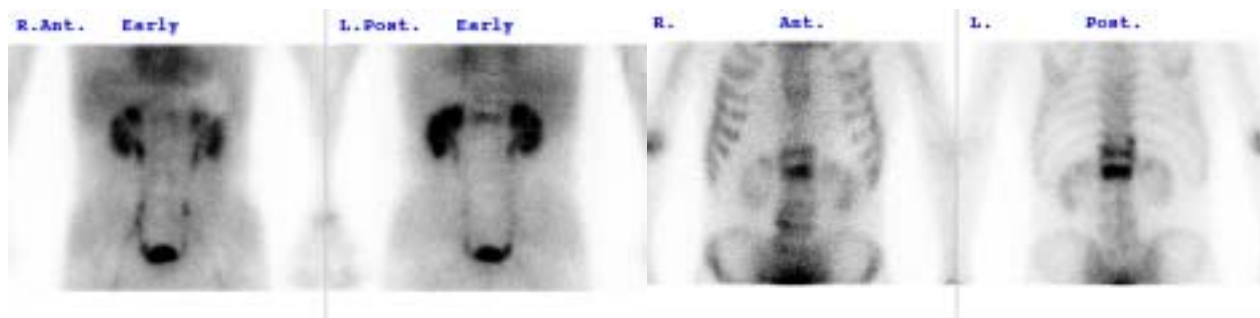 R.Ant. Early
L.Post. Early
R. Ant.
L. Post.